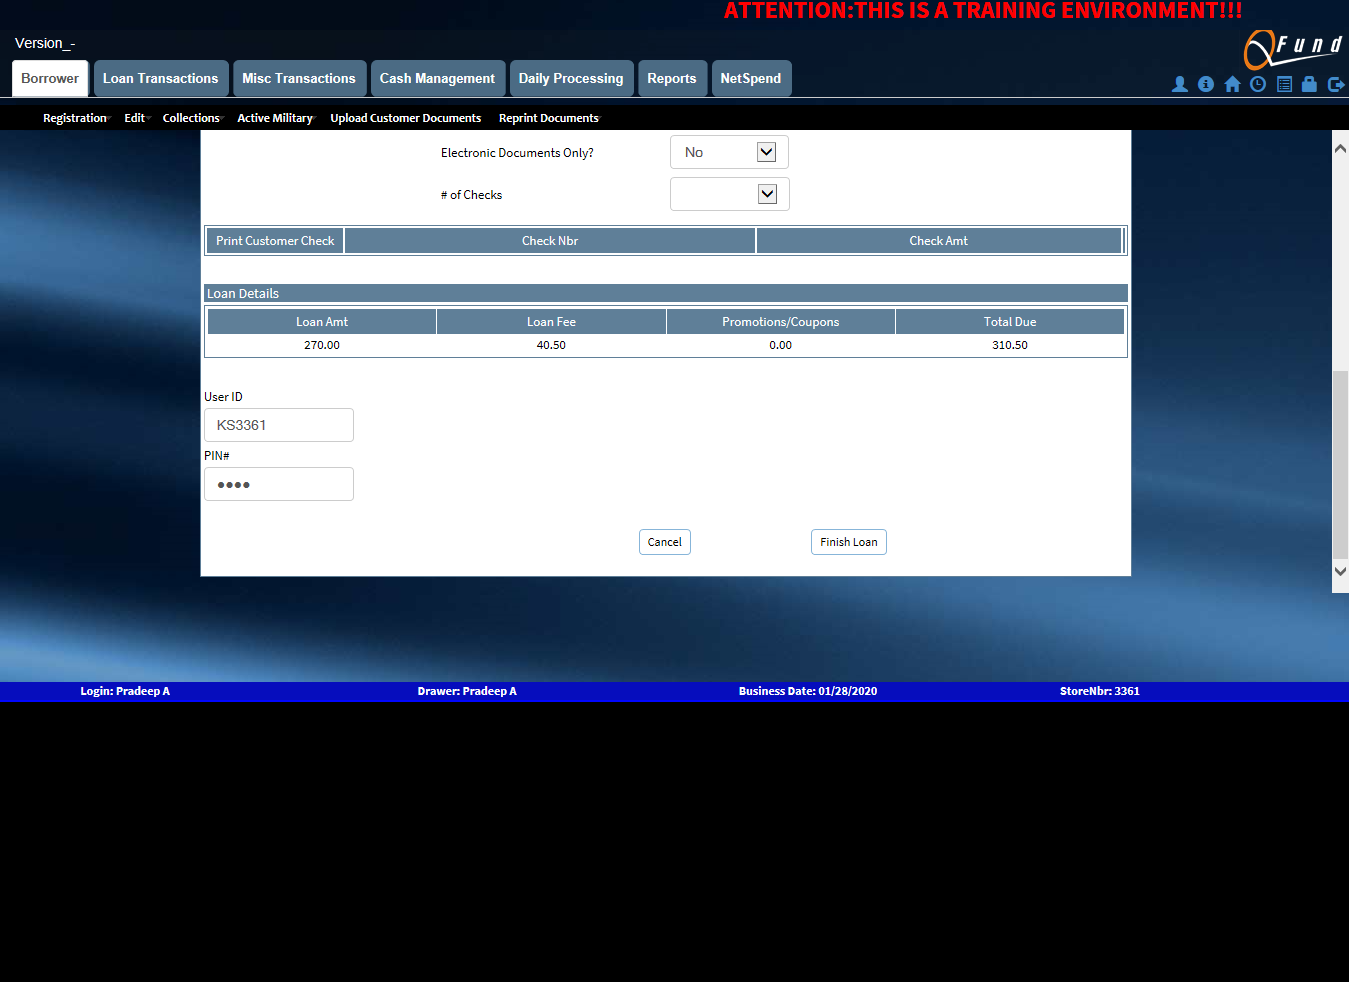 ATTENTION:THIS IS A TRAINING ENVIRONMENT!!!
Version_-
QFund
Borrower Loan Transactions Misc Transactions Cash Management Daily Processing Reports NetSpend
Registration Edit Collections Active Military Upload Customer Documents Reprint Documents
Electronic Documents Only? No
# of Checks
Print Customer Check Check Nbr Check Amt
Loan Details
Loan Amt Loan Fee Promotions/Coupons Total Due
270.00 40.50 0.00 310.50
User ID
KS3361
PIN#
●●●●
Cancel Finish Loan
Login: Pradeep A Drawer: Pradeep A Business Date: 01/28/2020 StoreNbr: 3361